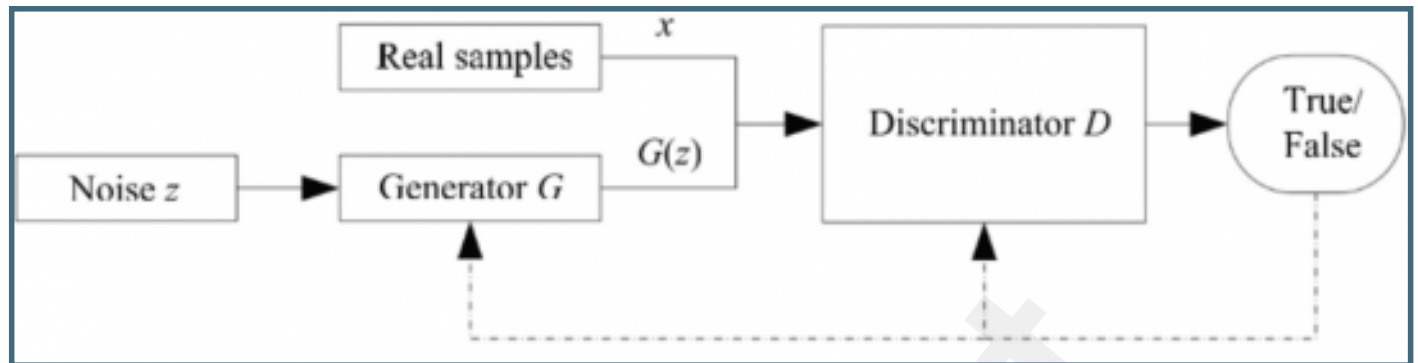 x
Real samples
Discriminator D
True/
False
G(z)
Noise z
Generator G